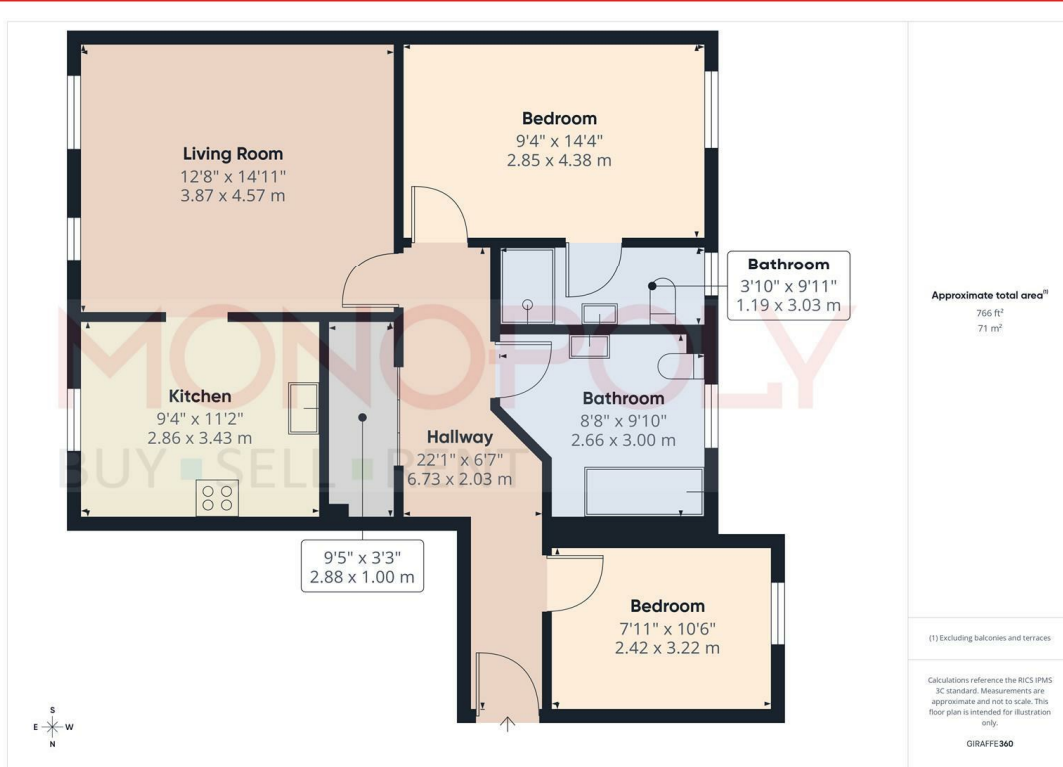 Living Room
12'8" x 14'11"
3.87 x 4.57 m
Bedroom
9'4" x 14'4"
2.85 x 4.38 m
Bathroom
3'10" x 9'11"
1.19 x 3.03 m
Approximate total area(1)
766 ft²
71 m²
MONOPOLY
BUY SELL RENT
Kitchen
9'4" x 11'2"
2.86 x 3.43 m
Hallway
22'1" x 6'7"
6.73 x 2.03 m
Bathroom
8'8" x 9'10"
2.66 x 3.00 m
9'5" x 3'3"
2.88 x 1.00 m
Bedroom
7'11" x 10'6"
2.42 x 3.22 m
(1) Excluding balconies and terraces
Calculations reference the RICS IPMS
3C standard. Measurements are
approximate and not to scale. This
floor plan is intended for illustration
only.
GIRAFFE360
S
E W
N